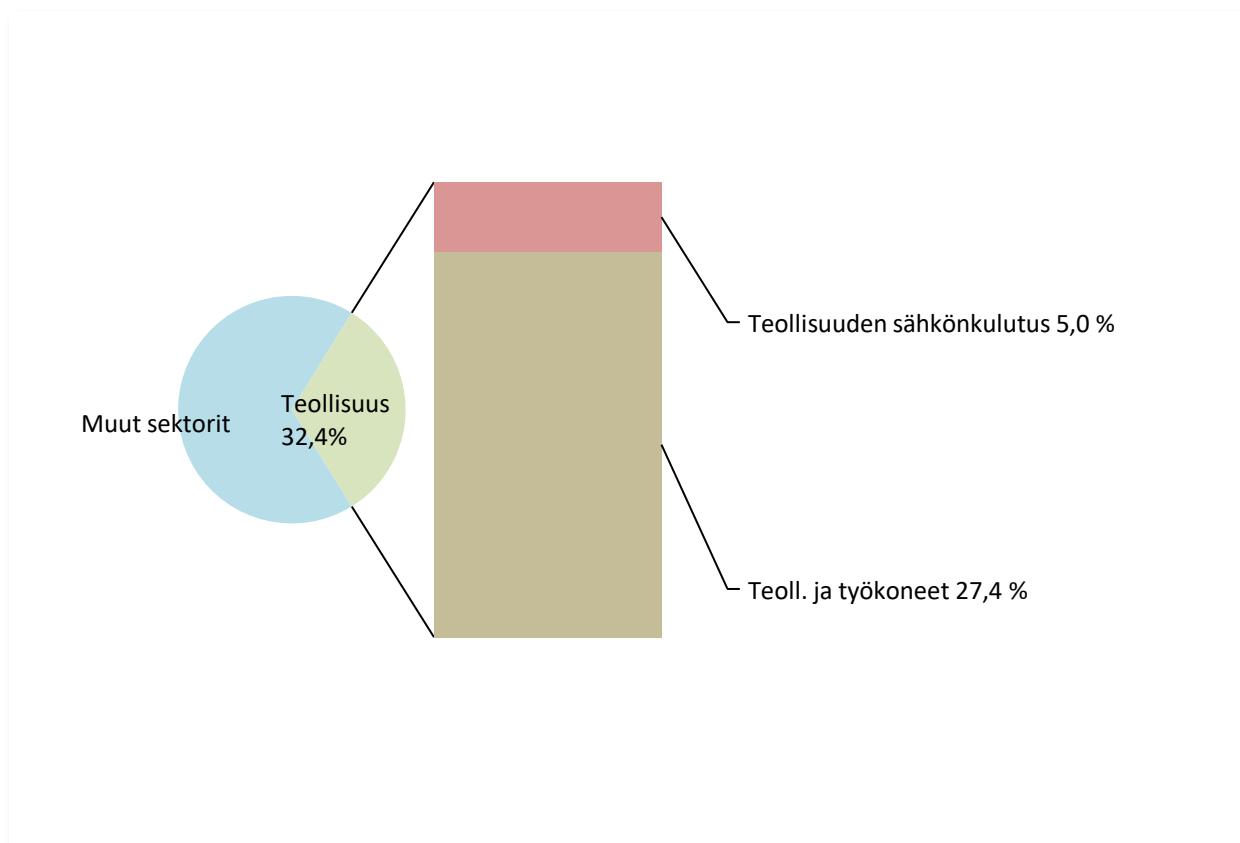 Teollisuuden sähkönkulutus 5,0 %
Muut sektorit
Teollisuus
32,4%
Teoll. ja työkoneet 27,4 %